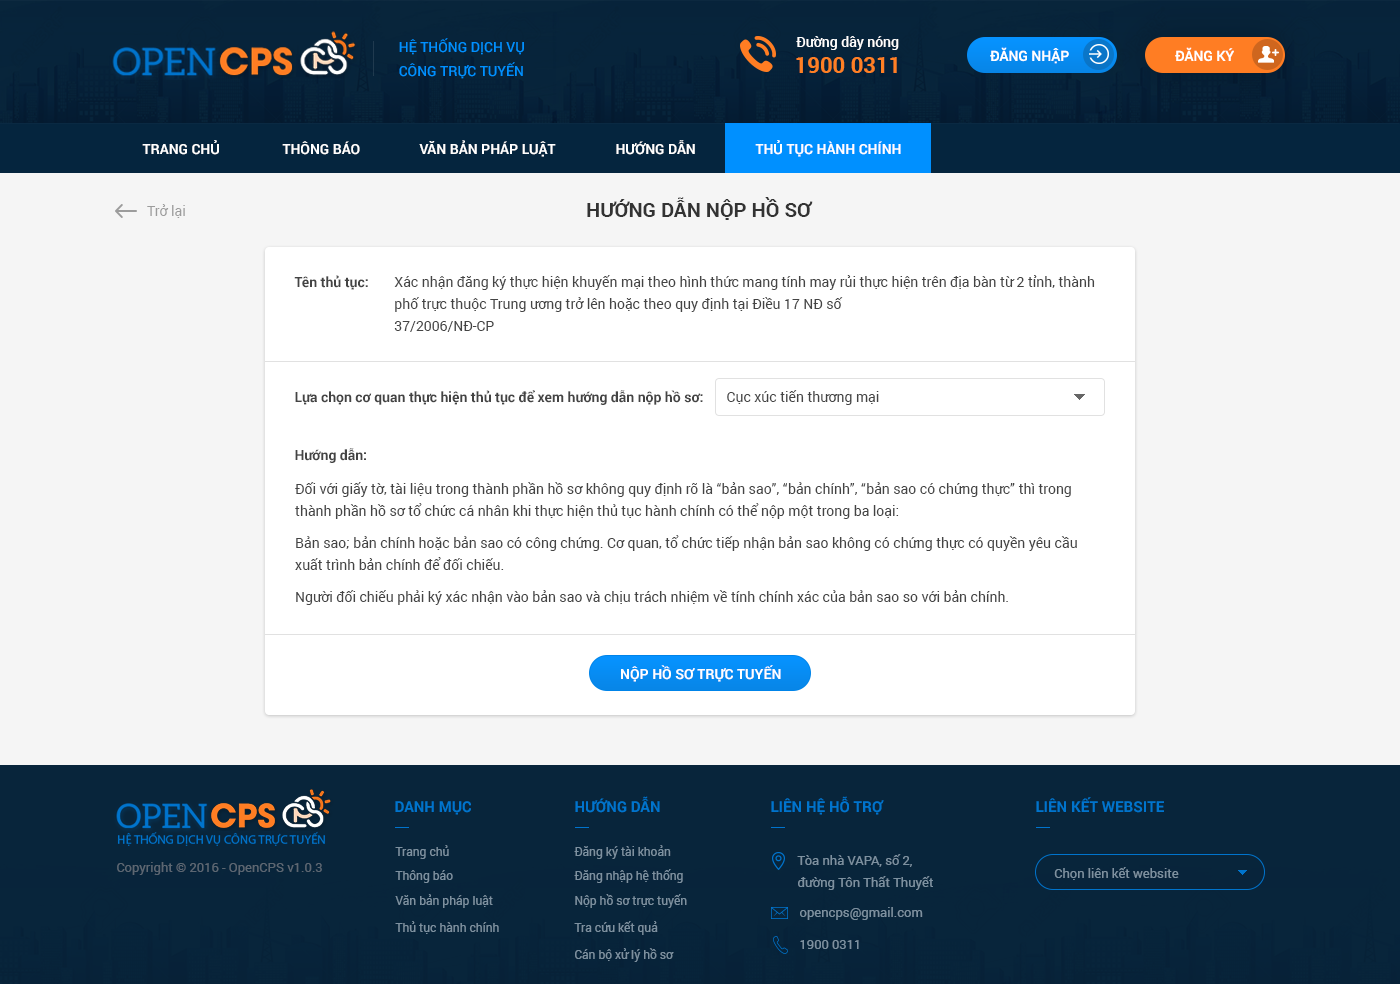 OPENCPS
HỆ THỐNG DỊCH VỤ
CÔNG TRỰC TUYẾN
Đường dây nóng
1900 0311
ĐĂNG NHẬP
ĐĂNG KÝ
TRANG CHỦ
THÔNG BÁO
VĂN BẢN PHÁP LUẬT
HƯỚNG DẪN
THỦ TỤC HÀNH CHÍNH
Trở lại
HƯỚNG DẪN NỘP HỒ SƠ
Tên thủ tục:
Xác nhận đăng ký thực hiện khuyến mại theo hình thức mang tính may rủi thực hiện trên địa bàn từ 2 tỉnh, thành
phố trực thuộc Trung ương trở lên hoặc theo quy định tại Điều 17 NĐ số
37/2006/NĐ-CP
Lựa chọn cơ quan thực hiện thủ tục để xem hướng dẫn nộp hồ sơ:
Cục xúc tiến thương mại
Hướng dẫn:
Đối với giấy tờ, tài liệu trong thành phần hồ sơ không quy định rõ là “bản sao”, “bản chính”, “bản sao có chứng thực” thì trong
thành phần hồ sơ tổ chức cá nhân khi thực hiện thủ tục hành chính có thể nộp một trong ba loại:
Bản sao; bản chính hoặc bản sao có công chứng. Cơ quan, tổ chức tiếp nhận bản sao không có chứng thực có quyền yêu cầu
xuất trình bản chính để đối chiếu.
Người đối chiếu phải ký xác nhận vào bản sao và chịu trách nhiệm về tính chính xác của bản sao so với bản chính.
NỘP HỒ SƠ TRỰC TUYẾN
OPENCPS
HỆ THỐNG DỊCH VỤ CÔNG TRỰC TUYẾN
Copyright © 2016 - OpenCPS v1.0.3
DANH MỤC
Trang chủ
Thông báo
Văn bản pháp luật
Thủ tục hành chính
HƯỚNG DẪN
Đăng ký tài khoản
Đăng nhập hệ thống
Nộp hồ sơ trực tuyến
Tra cứu kết quả
Cán bộ xử lý hồ sơ
LIÊN HỆ HỖ TRỢ
Tòa nhà VAPA, số 2,
đường Tôn Thất Thuyết
opencps@gmail.com
1900 0311
LIÊN KẾT WEBSITE
Chọn liên kết website